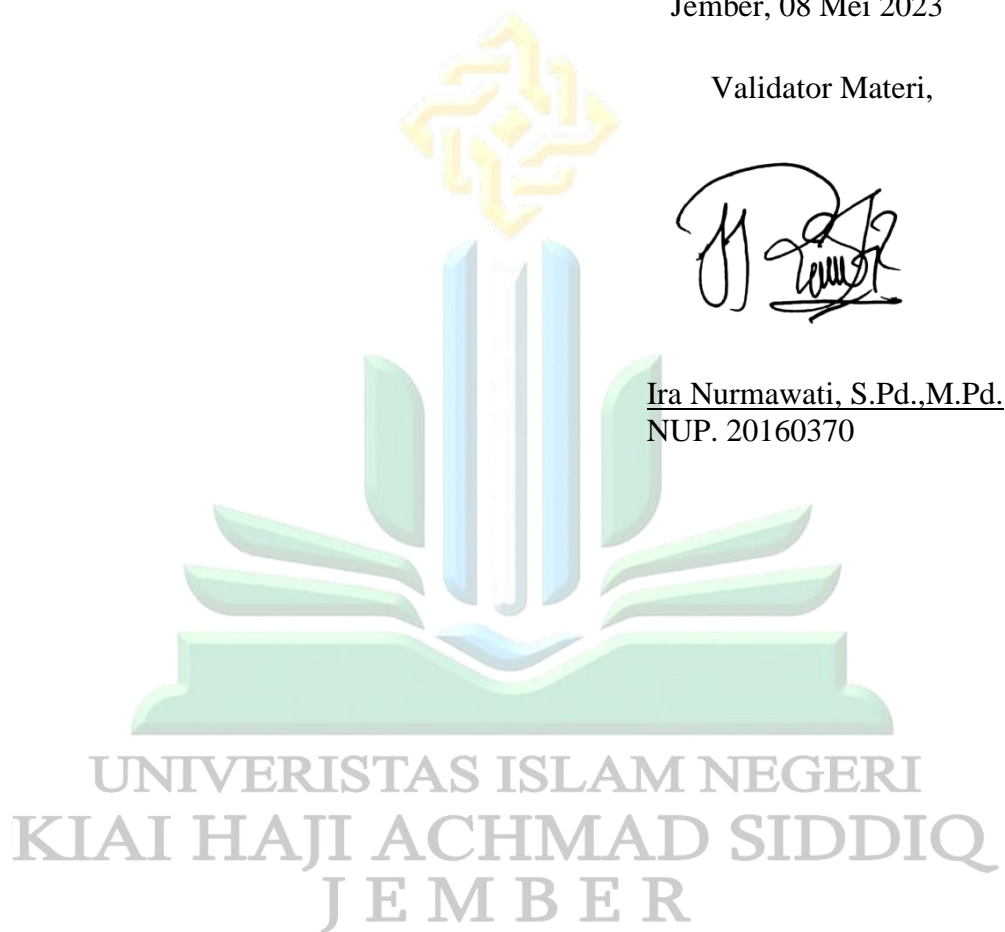 Jember, 08 Mei 2023
Validator Materi,
Ira Nurmawati, S.Pd.,M.Pd.
NUP. 20160370
UNIVERISTAS ISLAM NEGERI
KIAI HAJI ACHMAD SIDDIQ
JEMBER